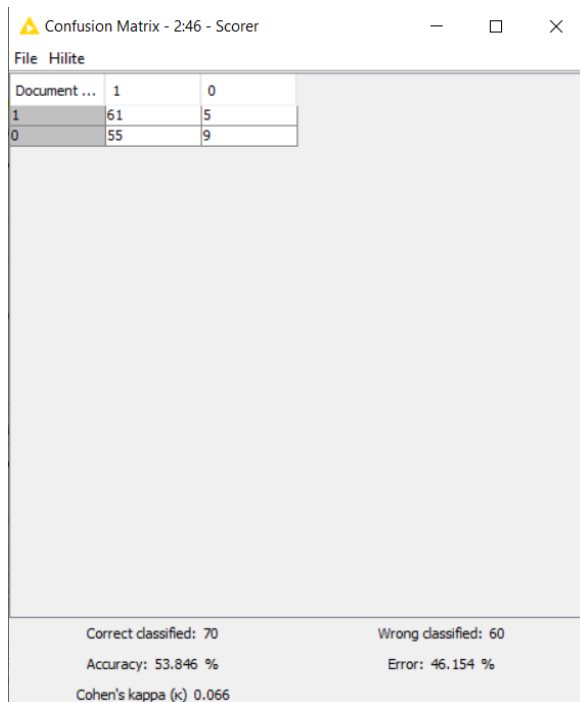 Confusion Matrix - 2:46 - Scorer
File Hilite
Document ... 1 0
1 61 5
0 55 9
Correct classified: 70 Wrong classified: 60
Accuracy: 53.846 % Error: 46.154 %
Cohen's kappa (κ) 0.066